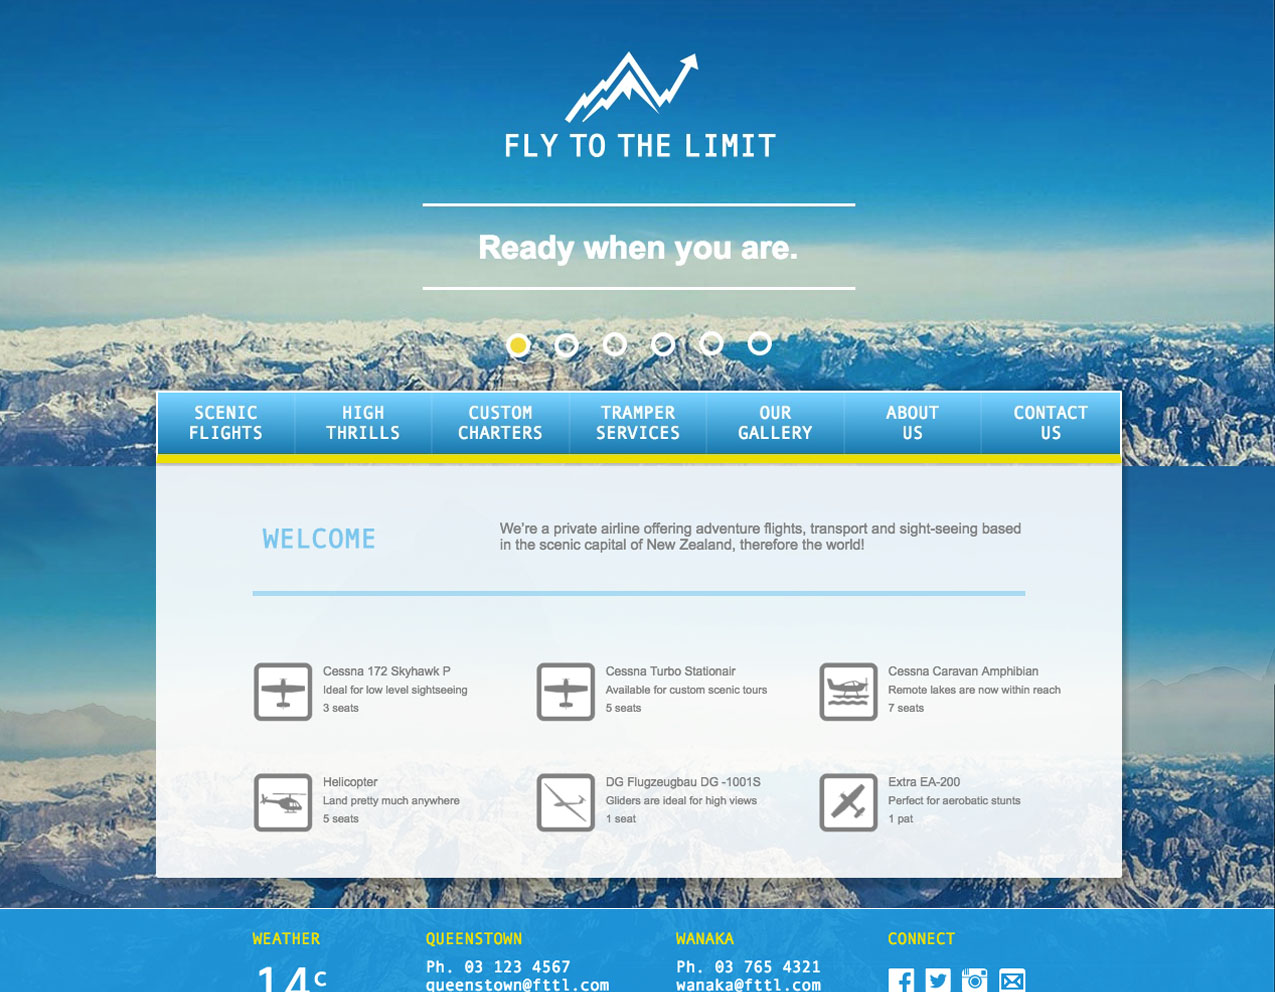 FLY TO THE LIMIT
Ready when you are.
SCENIC
FLIGHTS
HIGH
THRILLS
CUSTOM
CHARTERS
TRAMPER
SERVICES
OUR
GALLERY
ABOUT
US
CONTACT
US
WELCOME
We're a private airline offering adventure flights, transport and sight-seeing based
in the scenic capital of New Zealand, therefore the world!
Cessna 172 Skyhawk P
Ideal for low level sightseeing
3 seats
Cessna Turbo Stationair
Available for custom scenic tours
5 seats
Cessna Caravan Amphibian
Remote lakes are now within reach
7 seats
Helicopter
Land pretty much anywhere
5 seats
DG Flugzeugbau DG -1001S
Gliders are ideal for high views
1 seat
Extra EA-200
Perfect for aerobatic stunts
1 pat
WEATHER
14 C
QUEENSTOWN
Ph. 03 123 4567
queenstown@fttl.com
WANAKA
Ph. 03 765 4321
wanaka@fttl.com
CONNECT